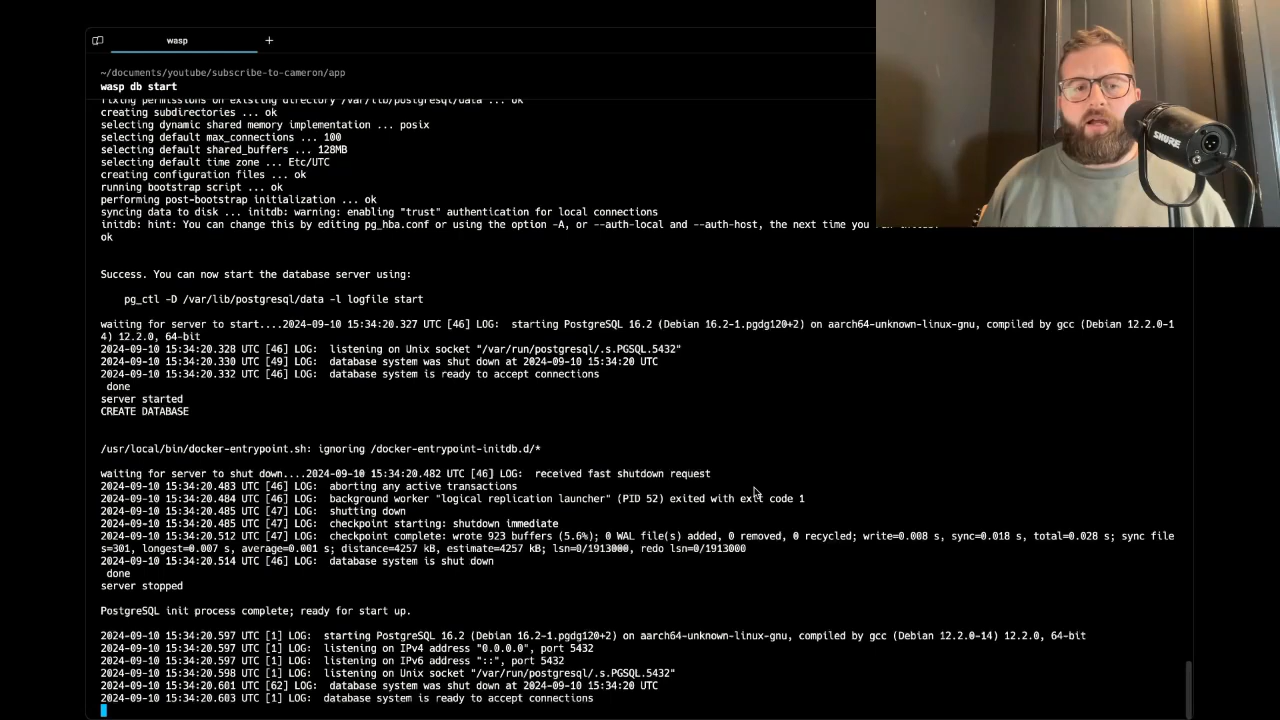 wasp
+
~/documents/youtube/subscribe-to-cameron/app
wasp db start
fixing permissions on existing directory /var/lib/postgresql/data ... ok
creating subdirectories ... ok
selecting dynamic shared memory implementation ... posix
selecting default max_connections ... 100
selecting default shared_buffers ... 128MB
selecting default time zone ... Etc/UTC
creating configuration files ... ok
running bootstrap script ... ok
performing post-bootstrap initialization ... ok
syncing data to disk ... initdb: warning: enabling "trust" authentication for local connections
initdb: hint: You can change this by editing pg_hba.conf or using the option -A, or --auth-local and --auth-host, the next time you
ok
Success. You can now start the database server using:
pg_ctl -D /var/lib/postgresql/data -l logfile start
waiting for server to start....2024-09-10 15:34:20.327 UTC [46] LOG:  starting PostgreSQL 16.2 (Debian 16.2-1.pgdg120+2) on aarch64-unknown-linux-gnu, compiled by gcc (Debian 12.2.0-1
4) 12.2.0, 64-bit
2024-09-10 15:34:20.328 UTC [46] LOG:  listening on Unix socket "/var/run/postgresql/.s.PGSQL.5432"
2024-09-10 15:34:20.330 UTC [49] LOG:  database system was shut down at 2024-09-10 15:34:20 UTC
2024-09-10 15:34:20.332 UTC [46] LOG:  database system is ready to accept connections
done
server started
CREATE DATABASE
/usr/local/bin/docker-entrypoint.sh: ignoring /docker-entrypoint-initdb.d/*
waiting for server to shut down....2024-09-10 15:34:20.482 UTC [46] LOG:  received fast shutdown request
2024-09-10 15:34:20.483 UTC [46] LOG:  aborting any active transactions
2024-09-10 15:34:20.484 UTC [46] LOG:  background worker "logical replication launcher" (PID 52) exited with exit code 1
2024-09-10 15:34:20.485 UTC [47] LOG:  shutting down
2024-09-10 15:34:20.485 UTC [47] LOG:  checkpoint starting: shutdown immediate
2024-09-10 15:34:20.512 UTC [47] LOG:  checkpoint complete: wrote 923 buffers (5.6%); 0 WAL file(s) added, 0 removed, 0 recycled; write=0.008 s, sync=0.018 s, total=0.028 s; sync file
s=301, longest=0.007 s, average=0.001 s; distance=4257 kB, estimate=4257 kB; lsn=0/1913080, redo lsn=0/1913080
2024-09-10 15:34:20.514 UTC [46] LOG:  database system is shut down
done
server stopped
PostgreSQL init process complete; ready for start up.
2024-09-10 15:34:20.597 UTC [1] LOG:  starting PostgreSQL 16.2 (Debian 16.2-1.pgdg120+2) on aarch64-unknown-linux-gnu, compiled by gcc (Debian 12.2.0-14) 12.2.0, 64-bit
2024-09-10 15:34:20.597 UTC [1] LOG:  listening on IPv4 address "0.0.0.0", port 5432
2024-09-10 15:34:20.597 UTC [1] LOG:  listening on IPv6 address "::", port 5432
2024-09-10 15:34:20.598 UTC [1] LOG:  listening on Unix socket "/var/run/postgresql/.s.PGSQL.5432"
2024-09-10 15:34:20.601 UTC [62] LOG:  database system was shut down at 2024-09-10 15:34:20 UTC
2024-09-10 15:34:20.603 UTC [1] LOG:  database system is ready to accept connections
SHURE